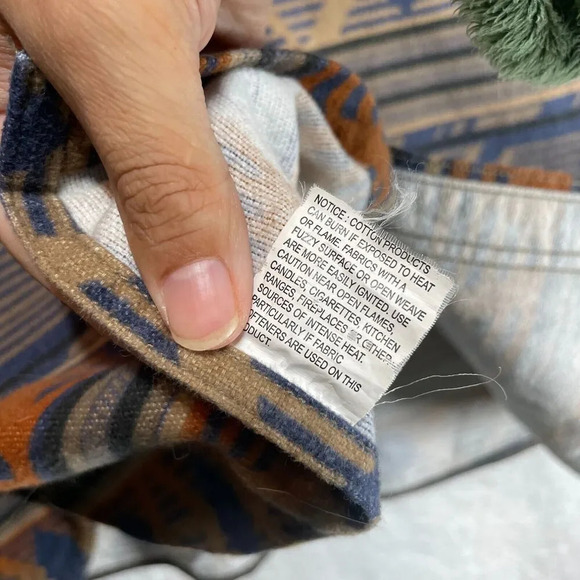 NOTICE: COTTON PRODUCTS
CAN BURN IF EXPOSED TO HEAT
OR FLAME. FABRICS WITH A
FUZZY SURFACE OR OPEN WEAVE
ARE MORE EASILY IGNITED. USE
CAUTION NEAR OPEN FLAMES,
CANDLES, CIGARETTES, KITCHEN
RANGES, FIREPLACES OR OTHER
SOURCES OF INTENSE HEAT.
PARTICULARLY IF FABRIC
SOFTENERS ARE USED ON THIS
PRODUCT.